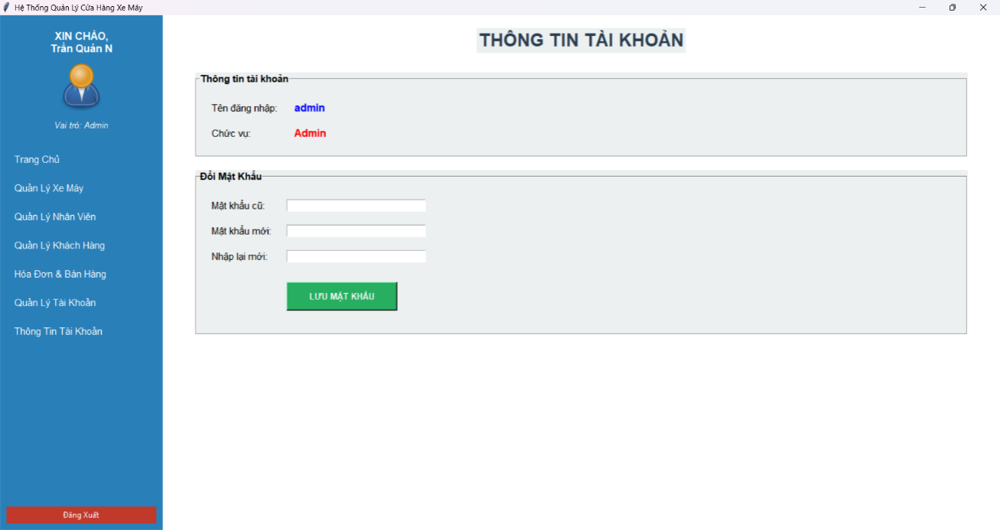 Hệ Thống Quản Lý Cửa Hàng Xe Máy
XIN CHÀO,
Trần Quản N
Vai trò: Admin
Trang Chủ
Quản Lý Xe Máy
Quản Lý Nhân Viên
Quản Lý Khách Hàng
Hóa Đơn & Bán Hàng
Quản Lý Tài Khoản
Thông Tin Tài Khoản
Đăng Xuất
THÔNG TIN TÀI KHOẢN
Thông tin tài khoản
Tên đăng nhập: admin
Chức vụ: Admin
Đổi Mật Khẩu
Mật khẩu cũ:
Mật khẩu mới:
Nhập lại mới:
LƯU MẬT KHẨU